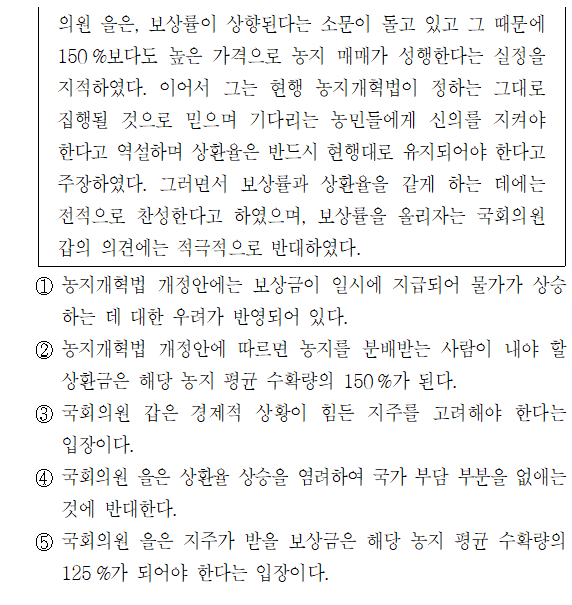 의원 을은, 보상률이 상향된다는 소문이 돌고 있고 그 때문에
150 %보다도 높은 가격으로 농지 매매가 성행한다는 실정을
지적하였다. 이어서 그는 현행 농지개혁법이 정하는 그대로
집행될 것으로 믿으며 기다리는 농민들에게 신의를 지켜야
한다고 역설하며 상환율은 반드시 현행대로 유지되어야 한다고
주장하였다. 그러면서 보상률과 상환율을 같게 하는 데에는
전적으로 찬성한다고 하였으며, 보상률을 올리자는 국회의원
갑의 의견에는 적극적으로 반대하였다.
① 농지개혁법 개정안에는 보상금이 일시에 지급되어 물가가 상승
하는 데 대한 우려가 반영되어 있다.
② 농지개혁법 개정안에 따르면 농지를 분배받는 사람이 내야 할
상환금은 해당 농지 평균 수확량의 150 %가 된다.
③ 국회의원 갑은 경제적 상황이 힘든 지주를 고려해야 한다는
입장이다.
④ 국회의원 을은 상환율 상승을 염려하여 국가 부담 부분을 없애는
것에 반대한다.
⑤ 국회의원 을은 지주가 받을 보상금은 해당 농지 평균 수확량의
125 %가 되어야 한다는 입장이다.